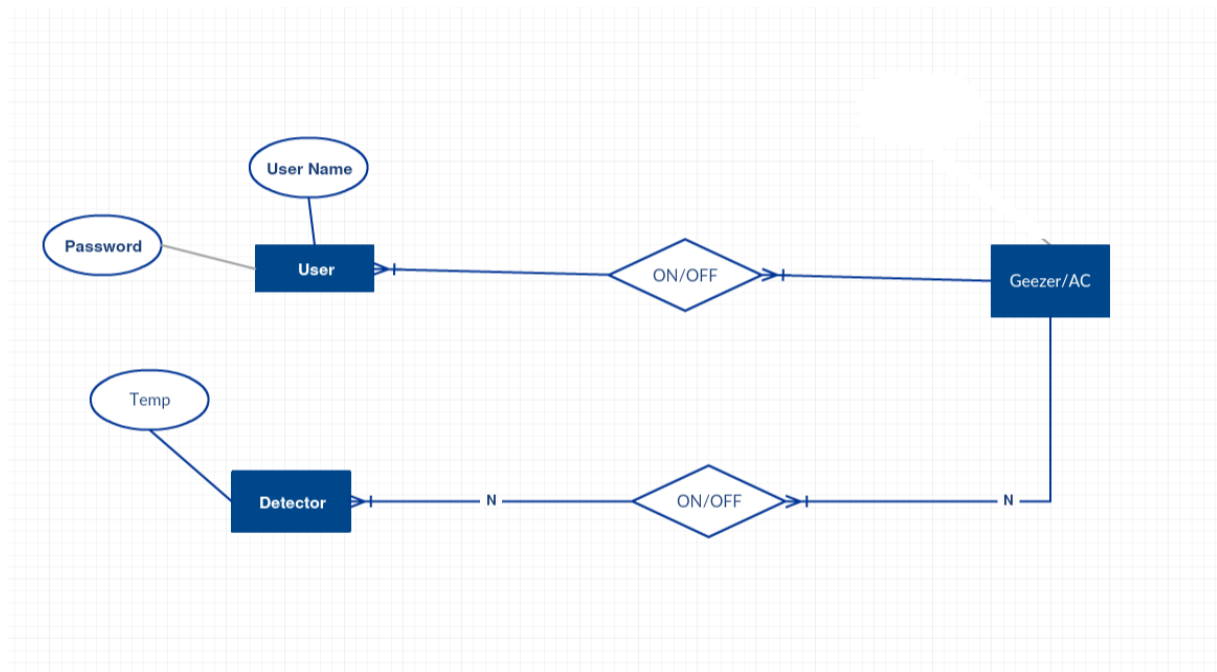 User Name
Password
User
ON/OFF
Geezer/AC
Temp
Detector
N
ON/OFF
N